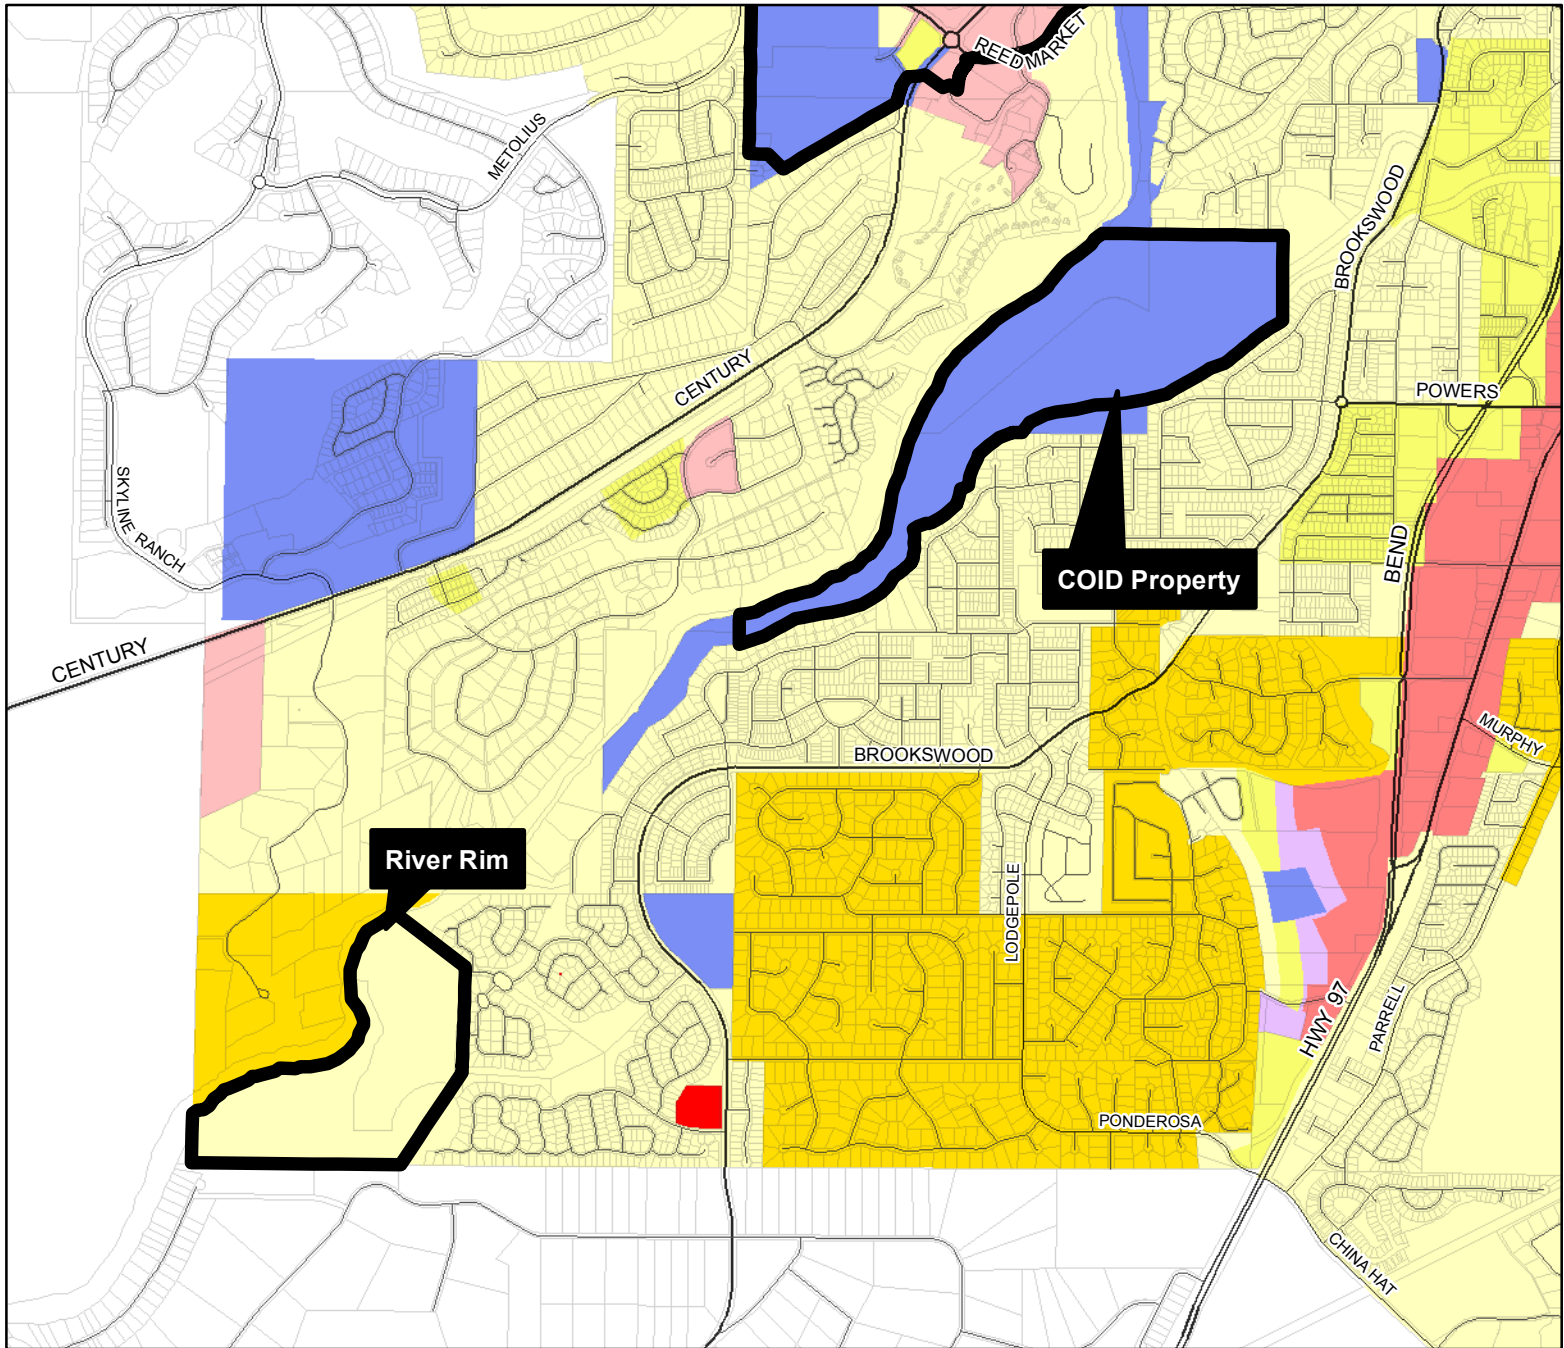 REED MARKET
METOLIUS
BROOKSWOOD
CENTURY
POWERS
SKYLINE RANCH
BEND
COID Property
CENTURY
MURPHY
BROOKSWOOD
River Rim
LODGEPOLE
HWY 97
PARRELL
PONDEROSA
CHINA HAT